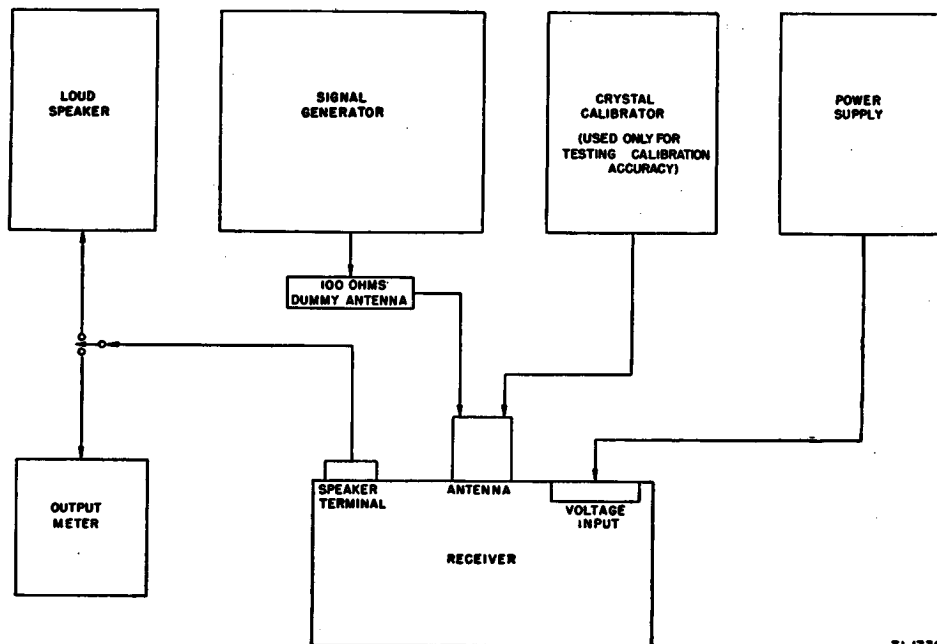 LOUD
SPEAKER
SIGNAL
GENERATOR
CRYSTAL
CALIBRATOR
(USED ONLY FOR
TESTING CALIBRATION
ACCURACY)
POWER
SUPPLY
100 OHMS
DUMMY ANTENNA
OUTPUT
METER
SPEAKER
TERMINAL
ANTENNA
VOLTAGE
INPUT
RECEIVER